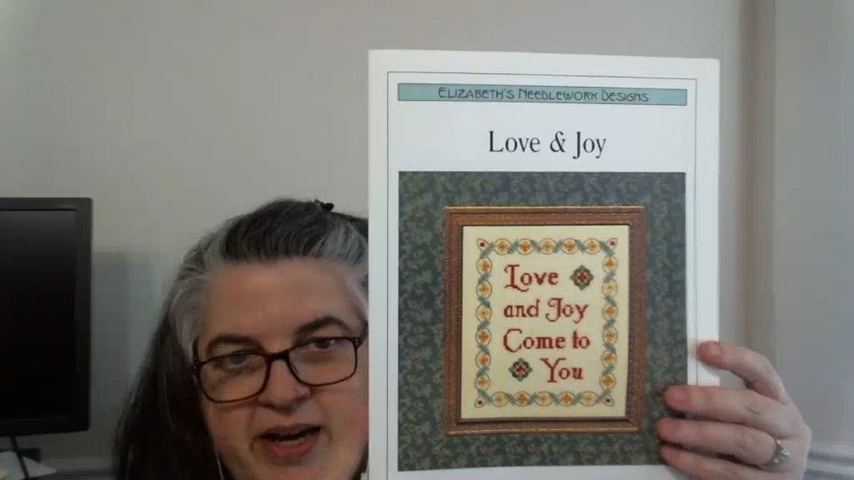 ELIZABETH'S NEEDLEWORK DESIGNS
Love & Joy
Love
and Joy
Come to
You